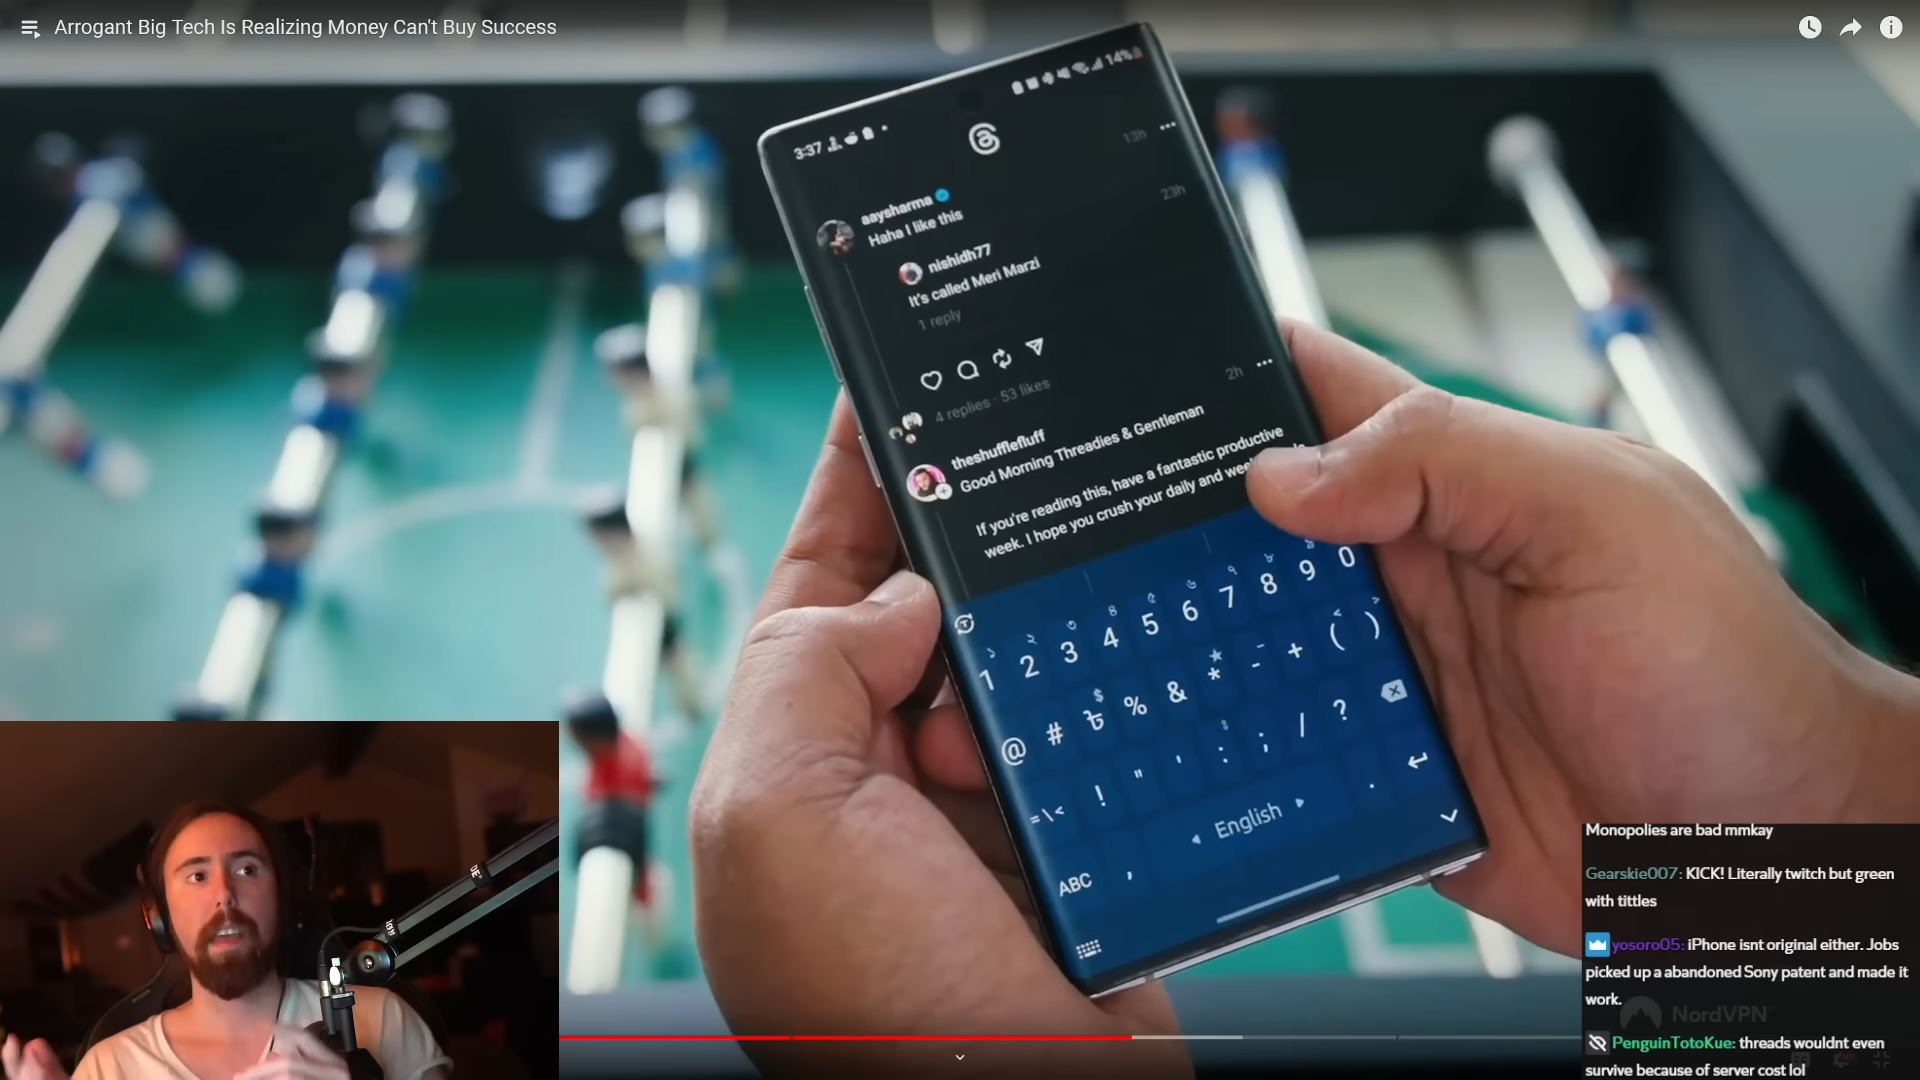 Arrogant Big Tech Is Realizing Money Can't Buy Success
3:37
14%
13h
aaysharma
23h
Haha I like this
nishidh77
It's called Meri Marzi
1 reply
4 replies · 53 likes
2h
theshufflefluff
Good Morning Threadies & Gentleman
If you're reading this, have a fantastic productive
week. I hope you crush your daily and
1 2 3 4 5 6 7 8 9 0
@ # ৳ % & * - + ( )
= \ < ! " ' : ; / ?
ABC , English .
Monopolies are bad mmkay
Gearskie007: KICK! Literally twitch but green
with tittles
yosoro05: iPhone isnt original either. Jobs
picked up a abandoned Sony patent and made it
work.
NordVPN
PenguinTotoKue: threads wouldnt even
survive because of server cost lol